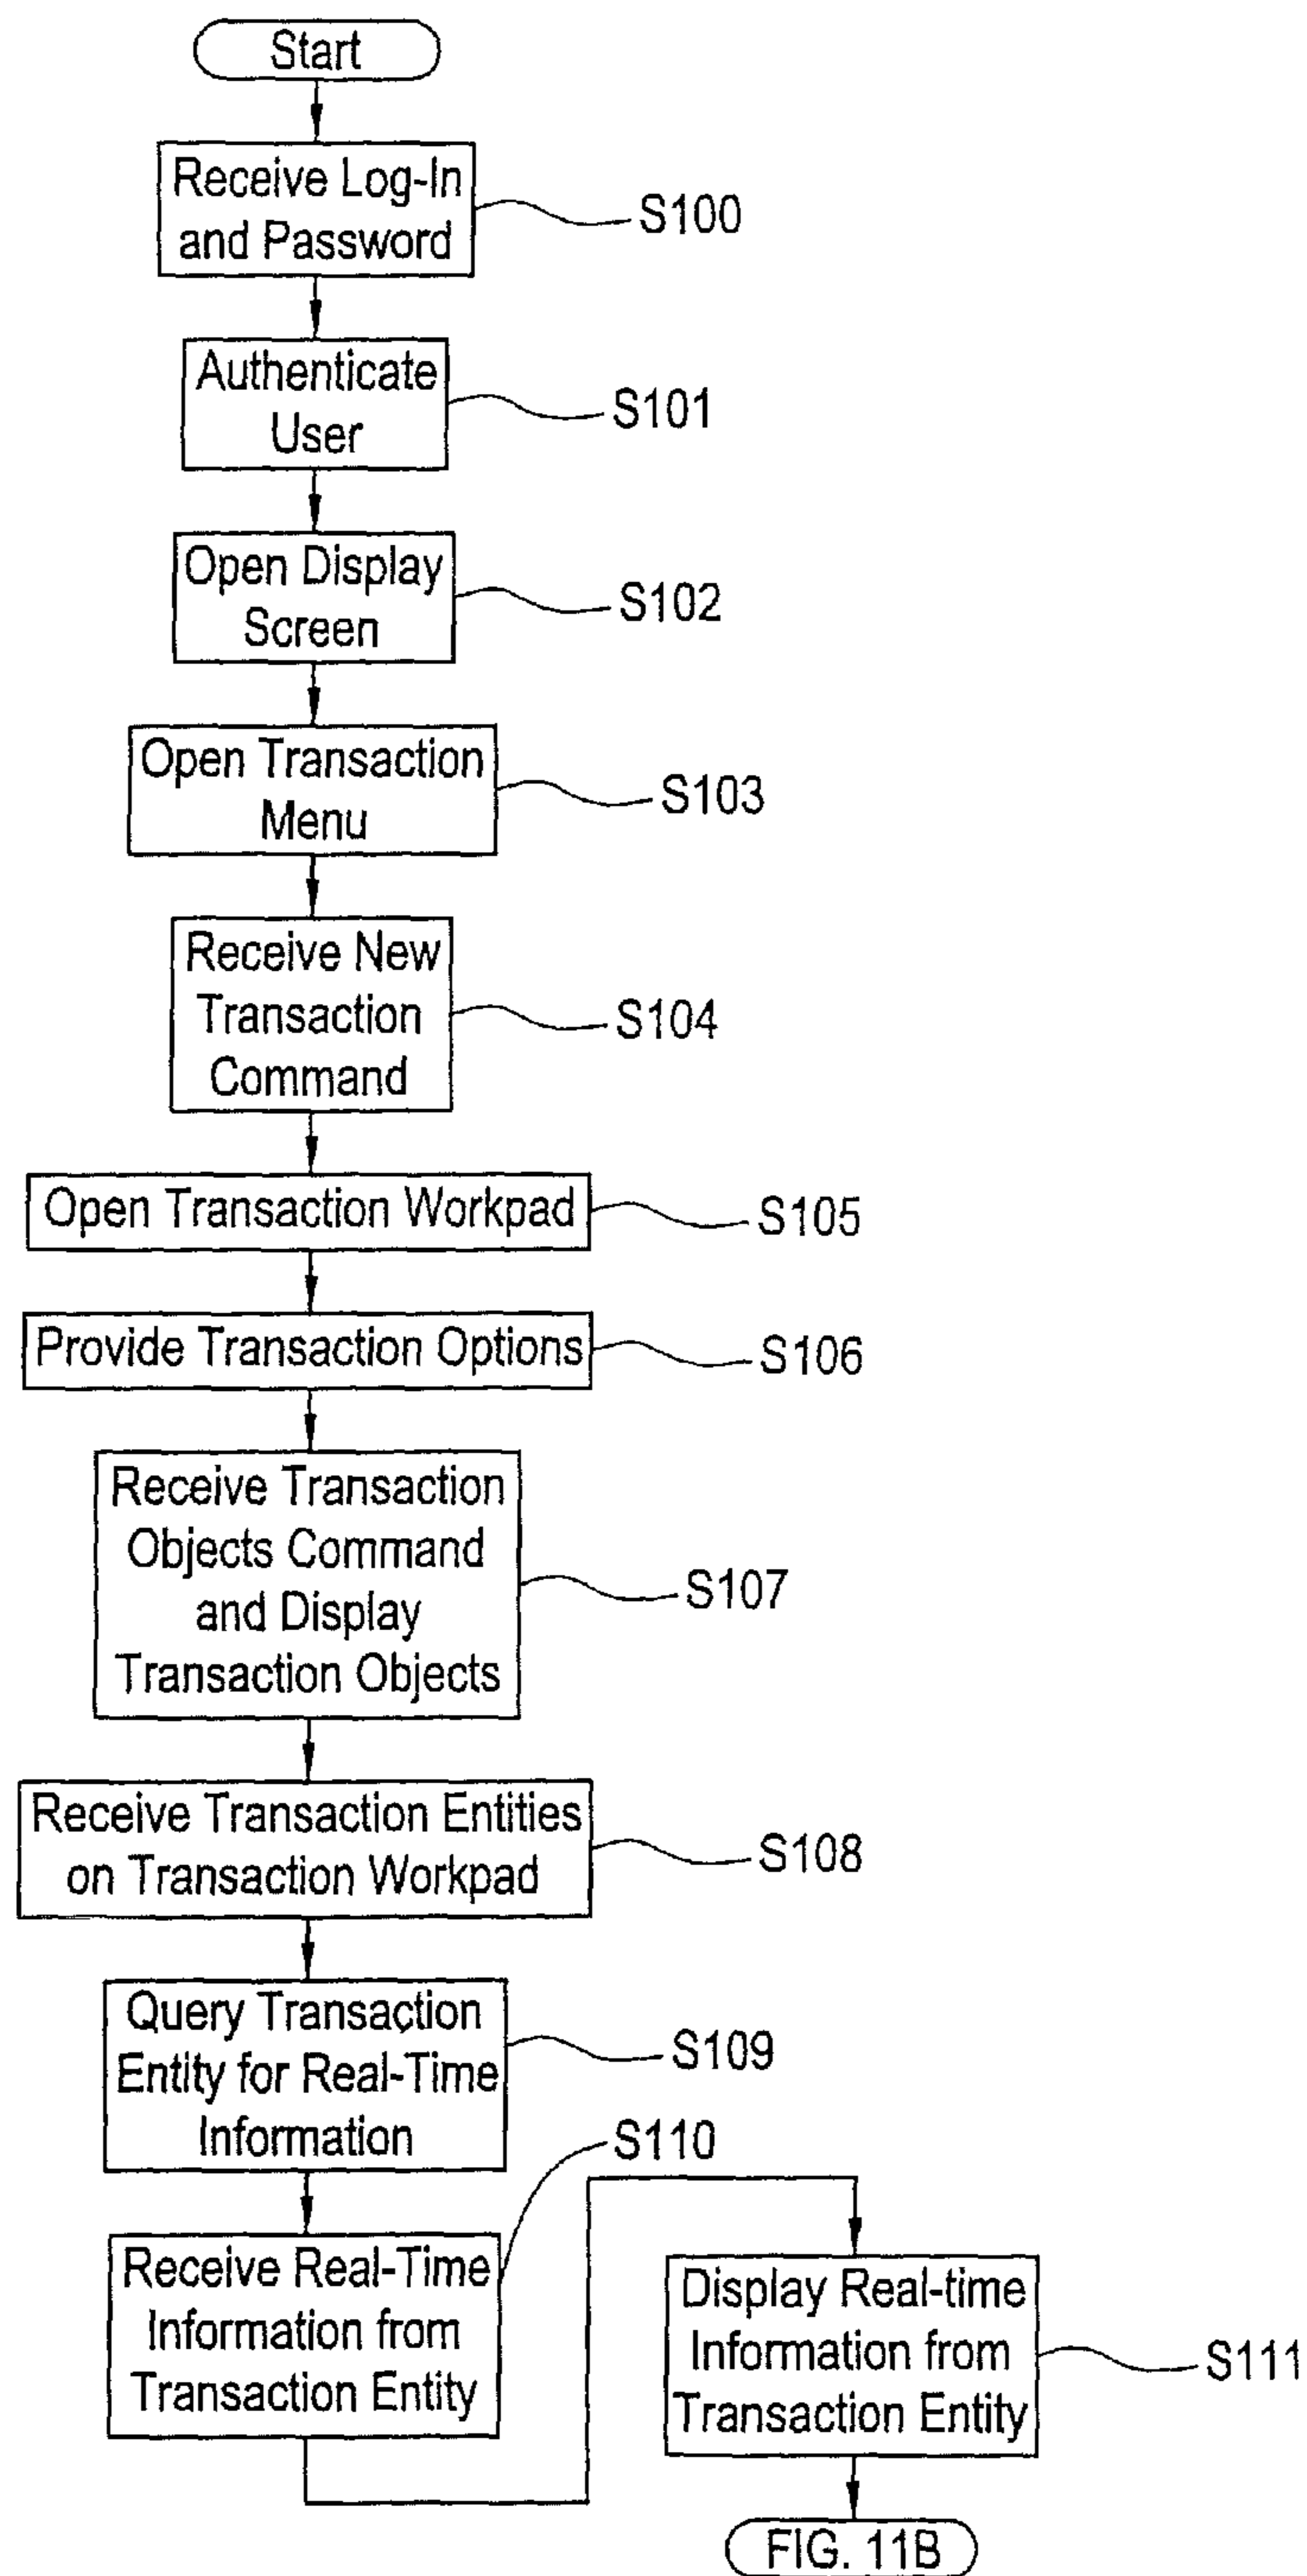 Start
Receive Log-In
and Password
S100
Authenticate
User
S101
Open Display
Screen
S102
Open Transaction
Menu
S103
Receive New
Transaction
Command
S104
Open Transaction Workpad
S105
Provide Transaction Options
S106
Receive Transaction
Objects Command
and Display
Transaction Objects
S107
Receive Transaction Entities
on Transaction Workpad
S108
Query Transaction
Entity for Real-Time
Information
S109
Receive Real-Time
Information from
Transaction Entity
S110
Display Real-time
Information from
Transaction Entity
S111
FIG. 11B